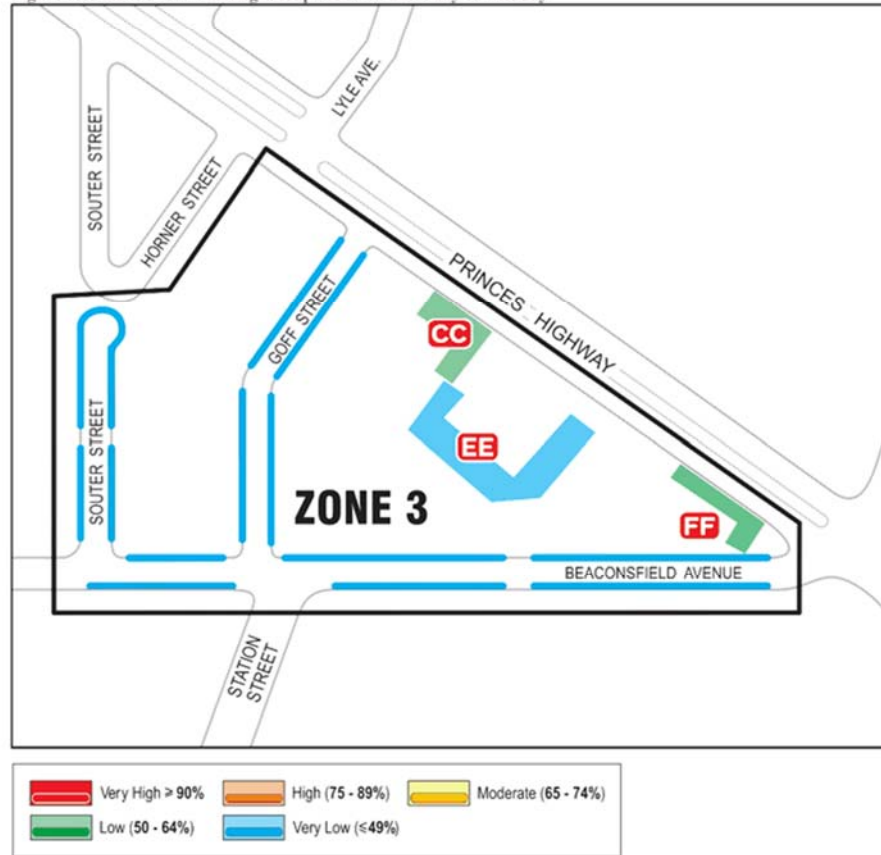 LYLE AVE.
SOUTER STREET
HORNER STREET
PRINCES HIGHWAY
GOFF STREET
CC
EE
SOUTER STREET
ZONE 3
FF
BEACONSFIELD AVENUE
STATION
STREET
Very High ≥ 90%
High (75 - 89%)
Moderate (65 - 74%)
Low (50 - 64%)
Very Low (≤49%)